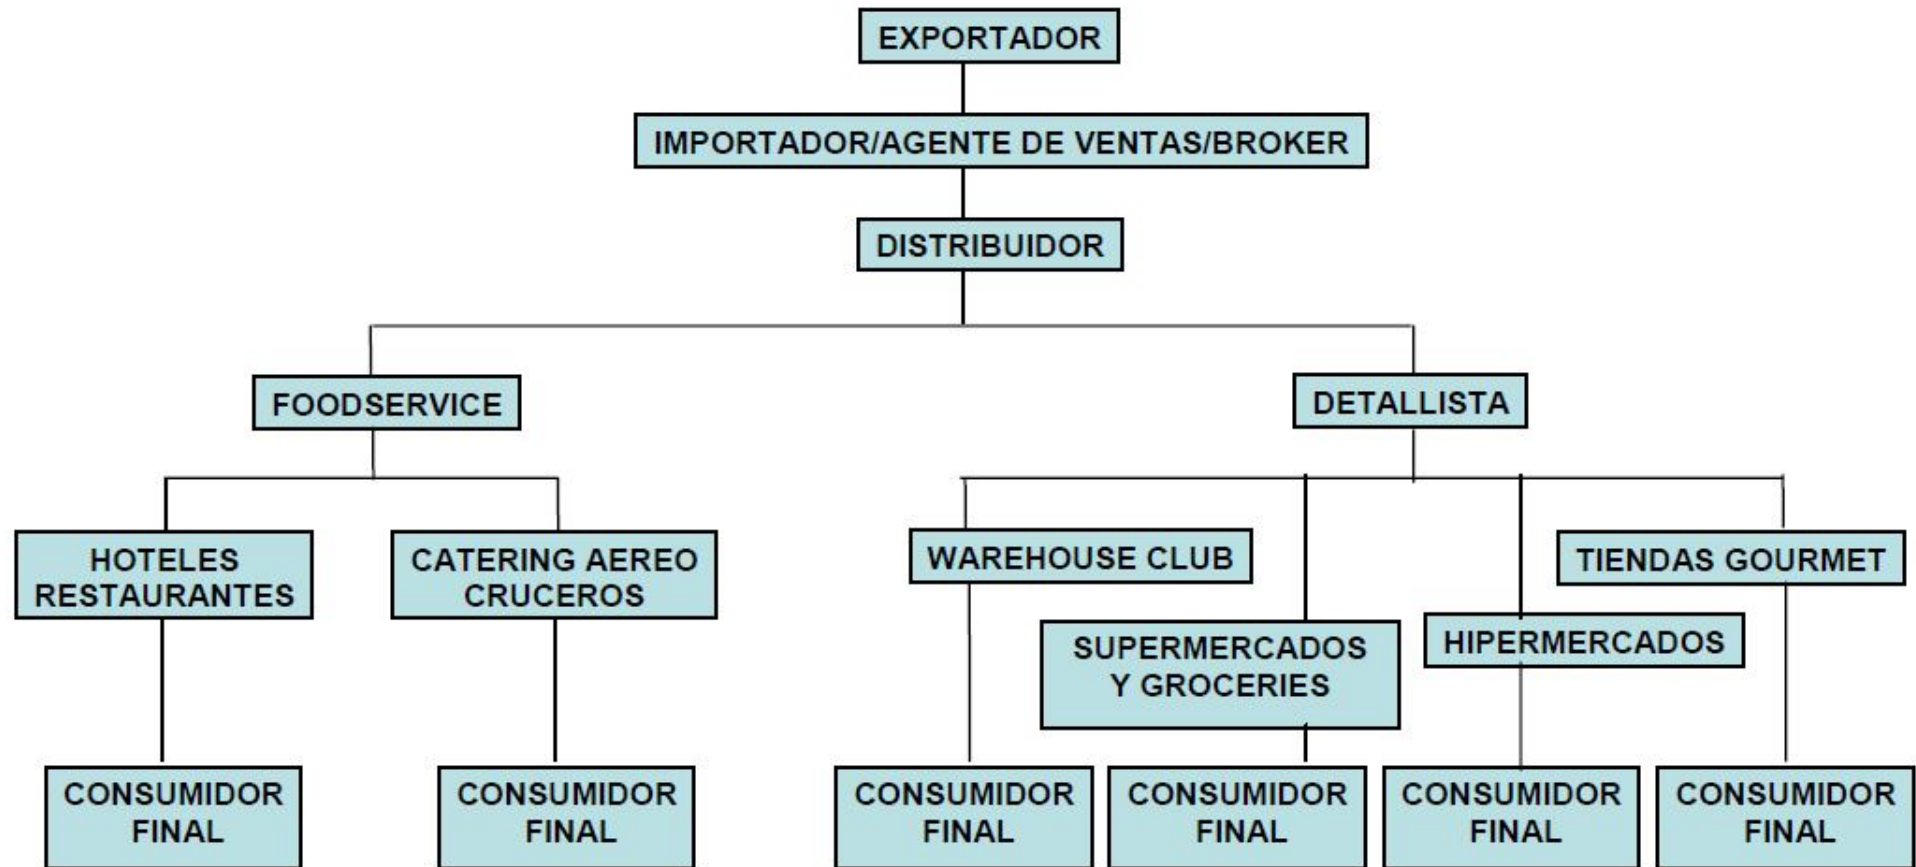 EXPORTADOR
IMPORTADOR/AGENTE DE VENTAS/BROKER
DISTRIBUIDOR
FOODSERVICE
DETALLISTA
HOTELES
RESTAURANTES
CATERING AEREO
CRUCEROS
WAREHOUSE CLUB
SUPERMERCADOS
Y GROCERIES
HIPERMERCADOS
TIENDAS GOURMET
CONSUMIDOR
FINAL
CONSUMIDOR
FINAL
CONSUMIDOR
FINAL
CONSUMIDOR
FINAL
CONSUMIDOR
FINAL
CONSUMIDOR
FINAL